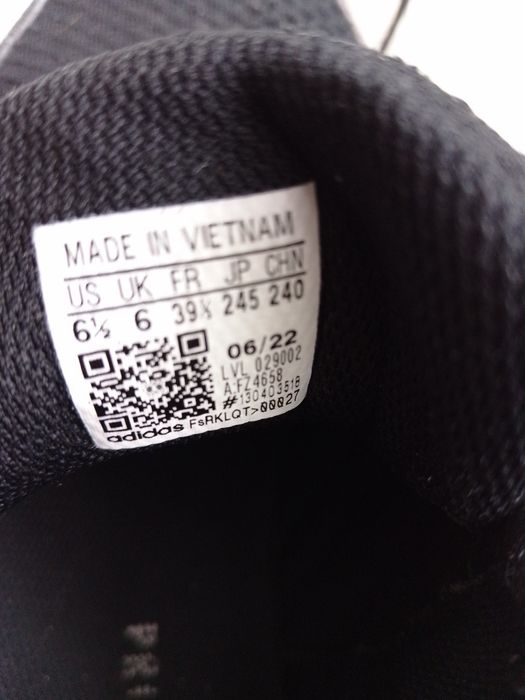 MADE IN VIETNAM
US UK FR JP CHN
6½ 6 39⅓ 245 240
06/22
LVL 029002
A:FZ4658
#130403518
adidas FsRKLQT>00027